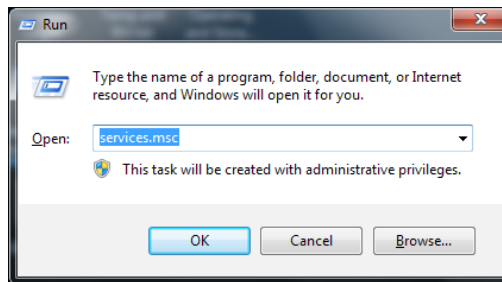 Run
Type the name of a program, folder, document, or Internet
resource, and Windows will open it for you.
Open: services.msc
This task will be created with administrative privileges.
OK Cancel Browse...